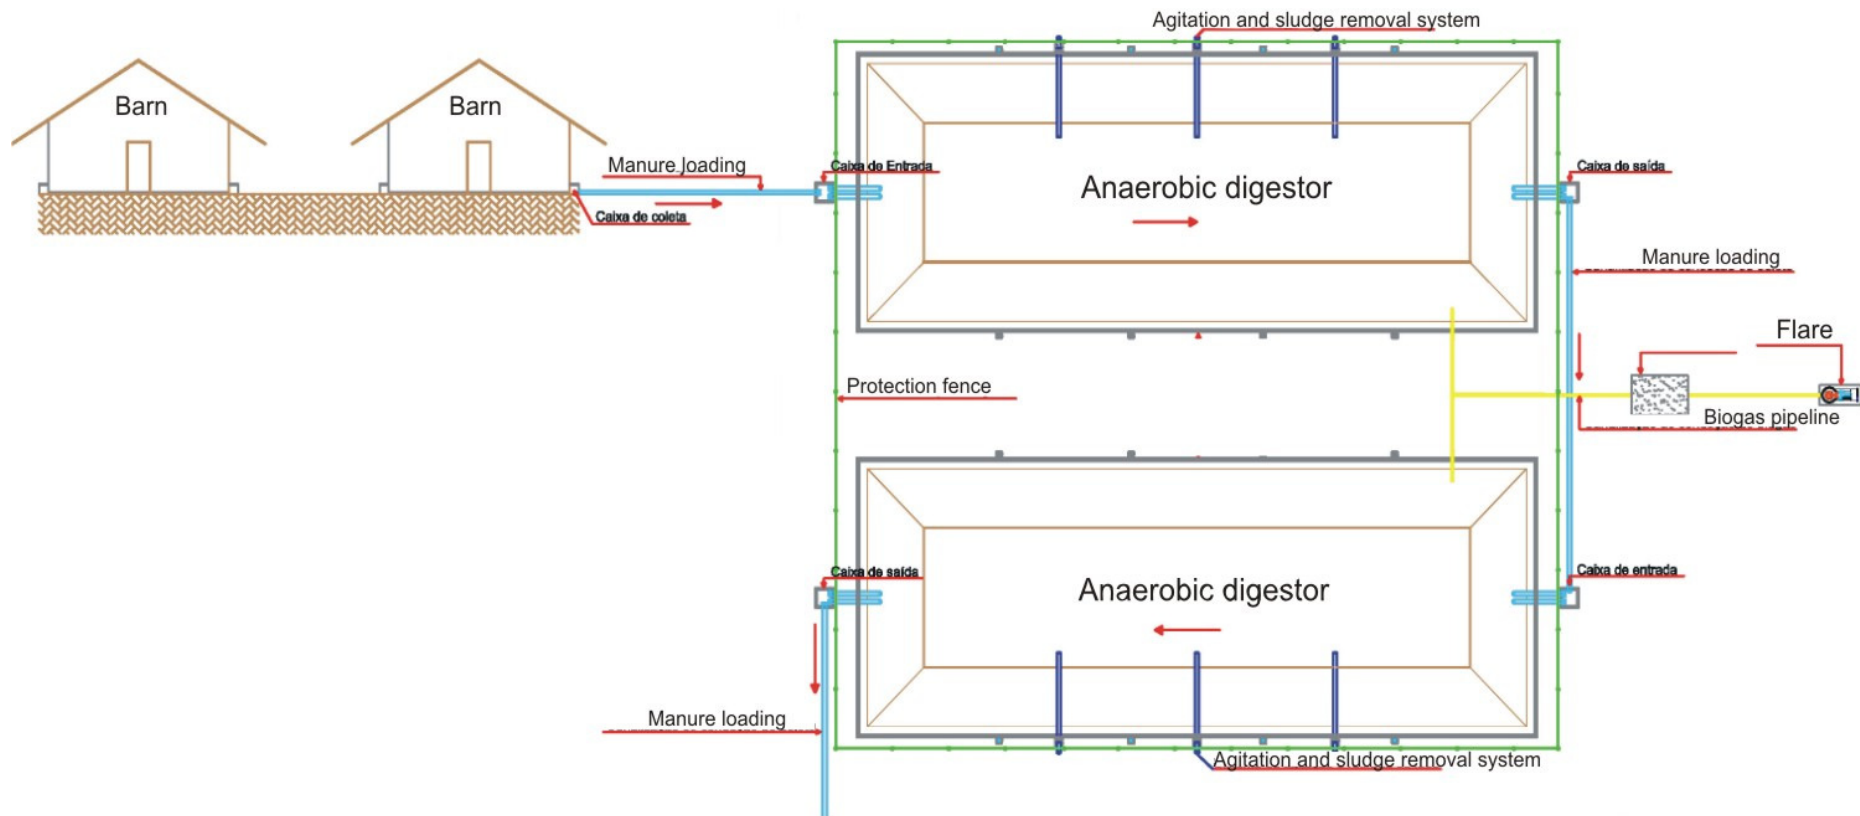 Agitation and sludge removal system
Barn
Barn
Manure loading
Caixa de Entrada
Caixa de saída
Anaerobic digestor
Caixa de coleta
Manure loading
Flare
Protection fence
Biogas pipeline
Caixa de saída
Caixa de entrada
Anaerobic digestor
Manure loading
Agitation and sludge removal system